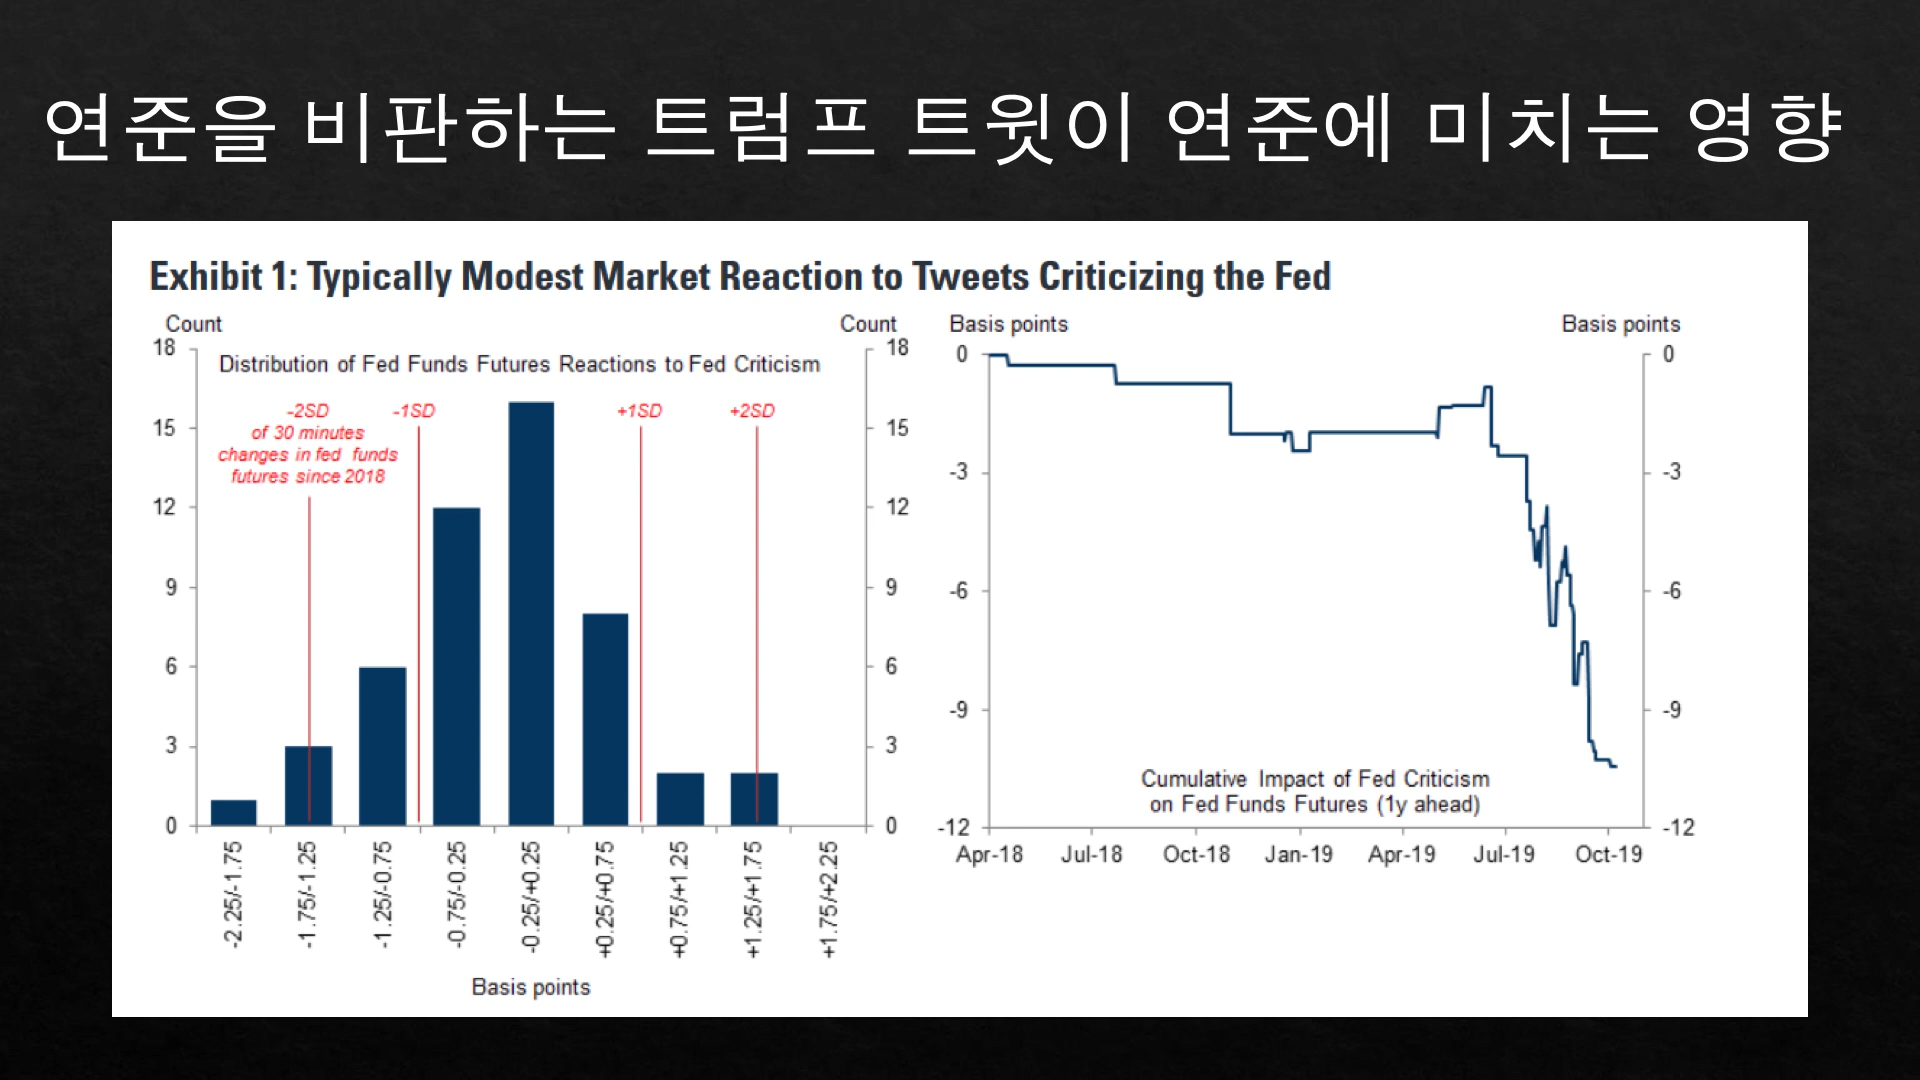 연준을 비판하는 트럼프 트윗이 연준에 미치는 영향
Exhibit 1: Typically Modest Market Reaction to Tweets Criticizing the Fed
Count
Count
Distribution of Fed Funds Futures Reactions to Fed Criticism
-2SD
of 30 minutes
changes in fed funds
futures since 2018
-1SD
+1SD
+2SD
18
15
12
9
6
3
0
18
15
12
9
6
3
0
-2.25/-1.75
-1.75/-1.25
-1.25/-0.75
-0.75/-0.25
-0.25/+0.25
+0.25/+0.75
+0.75/+1.25
+1.25/+1.75
+1.75/+2.25
Basis points
Basis points
Basis points
0
-3
-6
-9
-12
0
-3
-6
-9
-12
Cumulative Impact of Fed Criticism
on Fed Funds Futures (1y ahead)
Apr-18
Jul-18
Oct-18
Jan-19
Apr-19
Jul-19
Oct-19